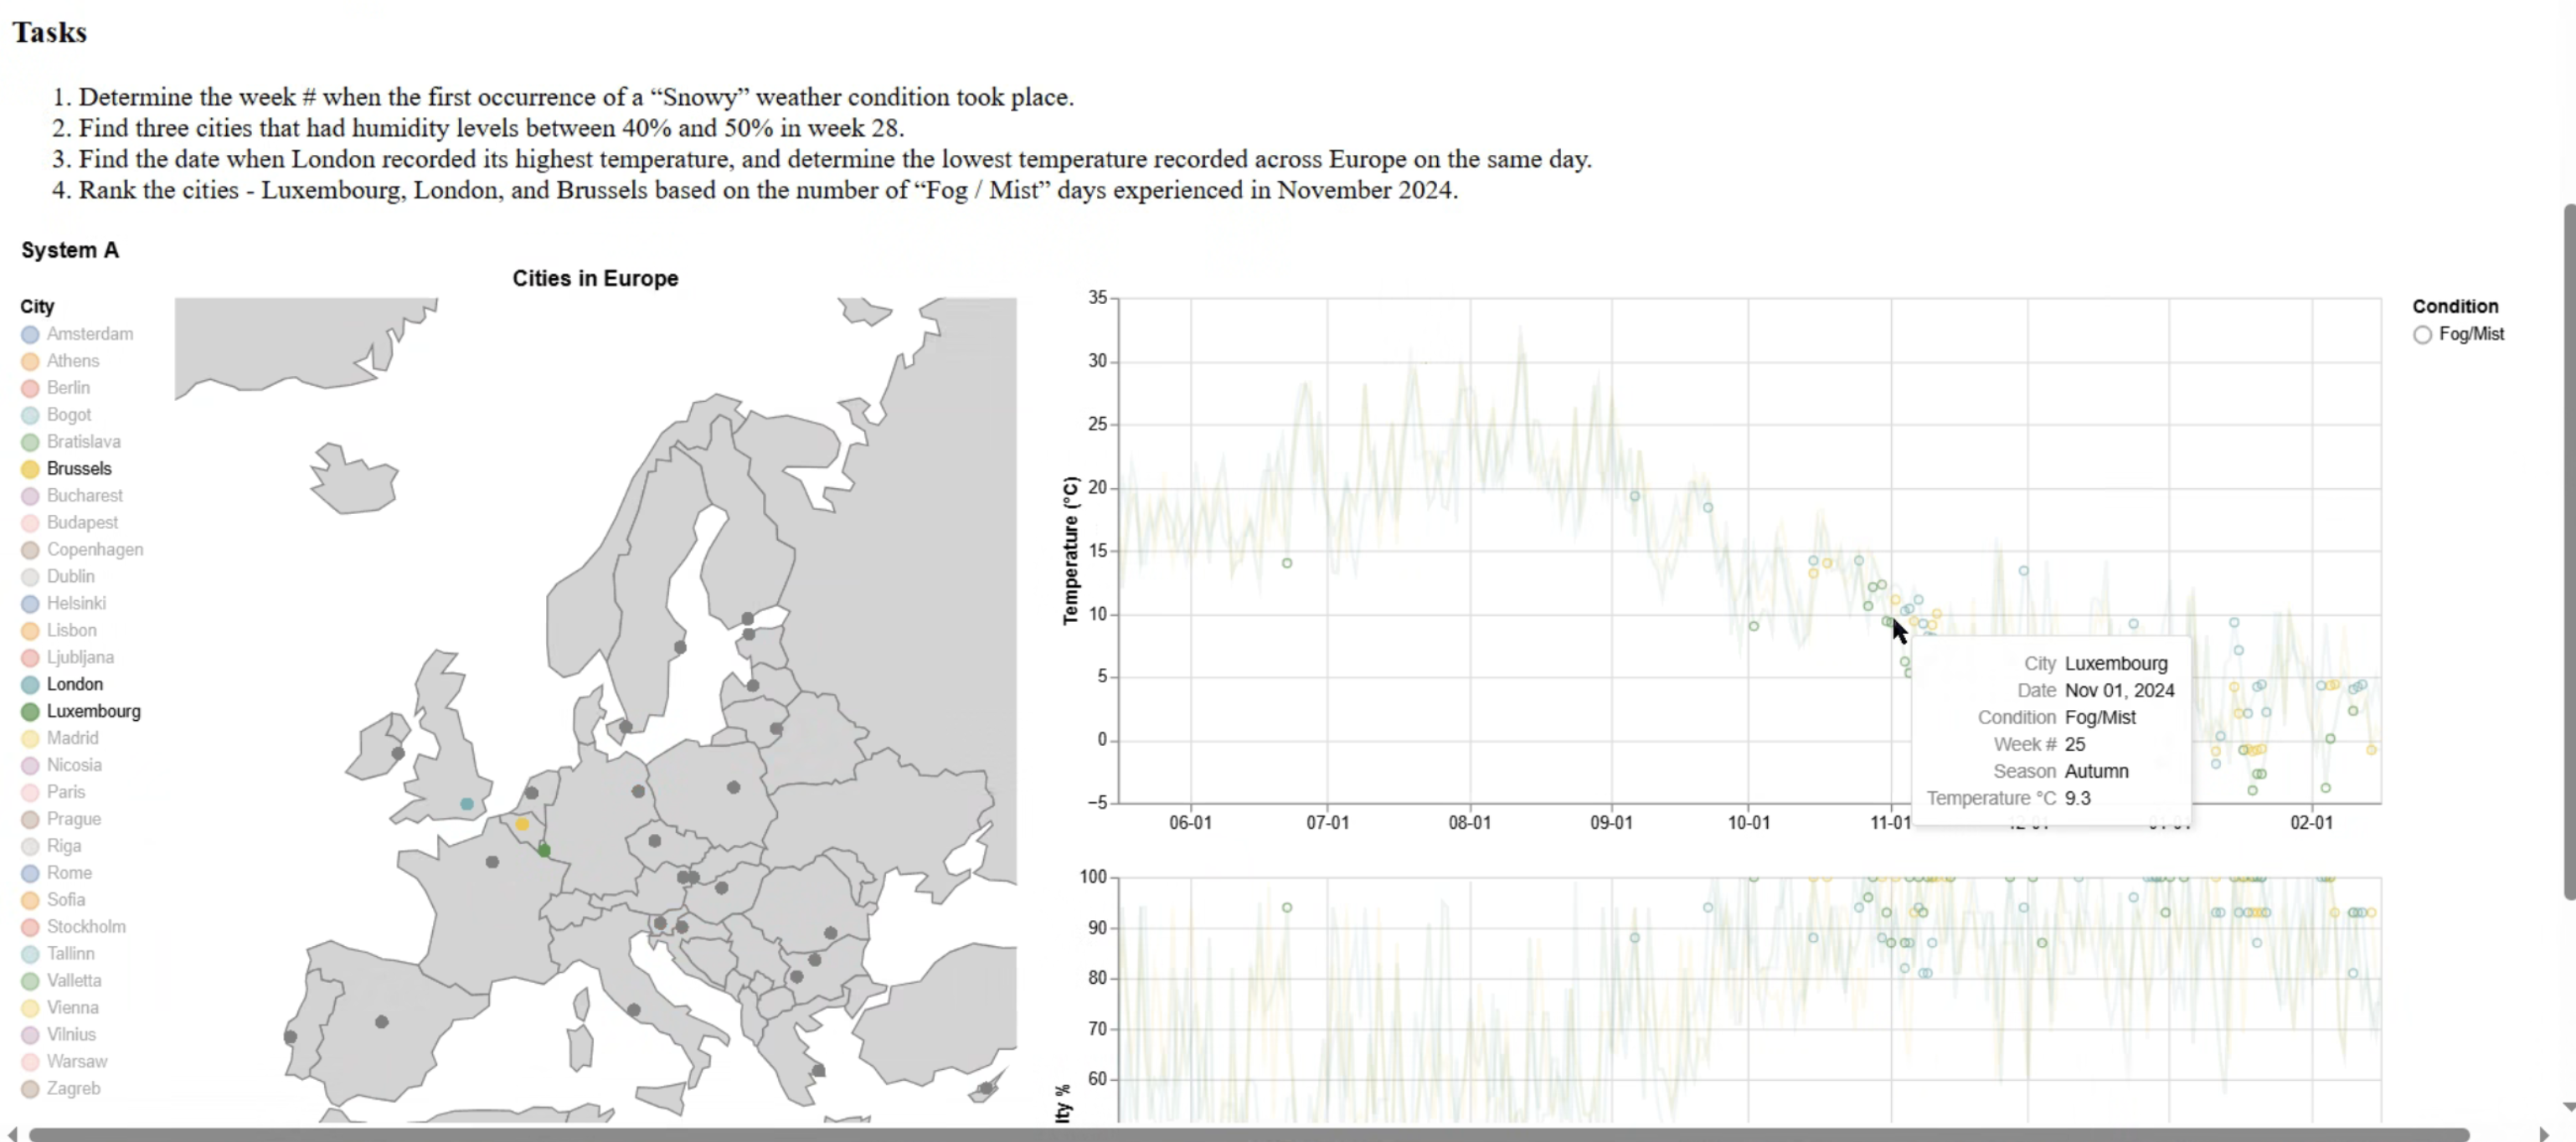 Tasks
1. Determine the week # when the first occurrence of a “Snowy” weather condition took place.
2. Find three cities that had humidity levels between 40% and 50% in week 28.
3. Find the date when London recorded its highest temperature, and determine the lowest temperature recorded across Europe on the same day.
4. Rank the cities - Luxembourg, London, and Brussels based on the number of “Fog / Mist” days experienced in November 2024.
System A
Cities in Europe
City
Amsterdam
Athens
Berlin
Bogot
Bratislava
Brussels
Bucharest
Budapest
Copenhagen
Dublin
Helsinki
Lisbon
Ljubljana
London
Luxembourg
Madrid
Nicosia
Paris
Prague
Riga
Rome
Sofia
Stockholm
Tallinn
Valletta
Vienna
Vilnius
Warsaw
Zagreb
Temperature (°C)
35
30
25
20
15
10
5
0
−5
06-01 07-01 08-01 09-01 10-01 11-01 02-01
City Luxembourg
Date Nov 01, 2024
Condition Fog/Mist
Week # 25
Season Autumn
Temperature °C 9.3
Condition
Fog/Mist
100
90
80
70
60
%